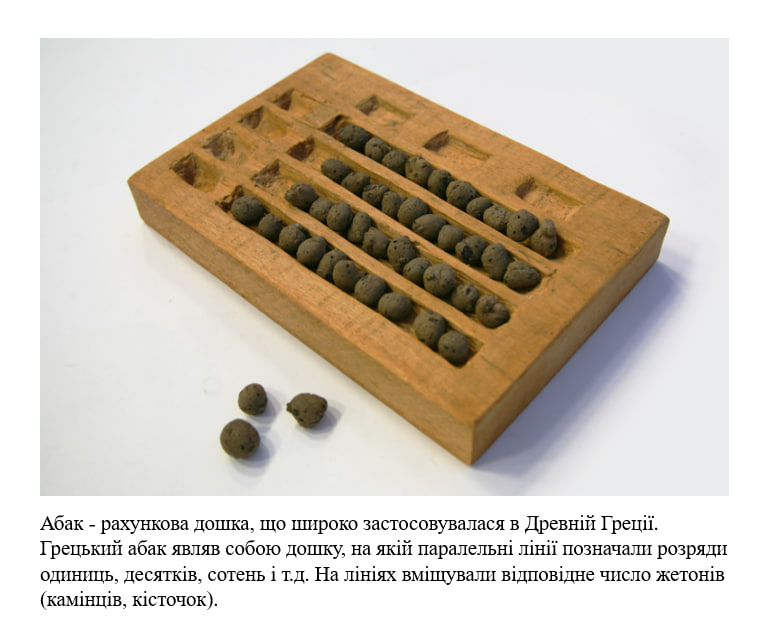 Абак - рахункова дошка, що широко застосовувалася в Древній Греції.
Грецький абак являв собою дошку, на якій паралельні лінії позначали розряди
одиниць, десятків, сотень і т.д. На лініях вміщували відповідне число жетонів
(камінців, кісточок).